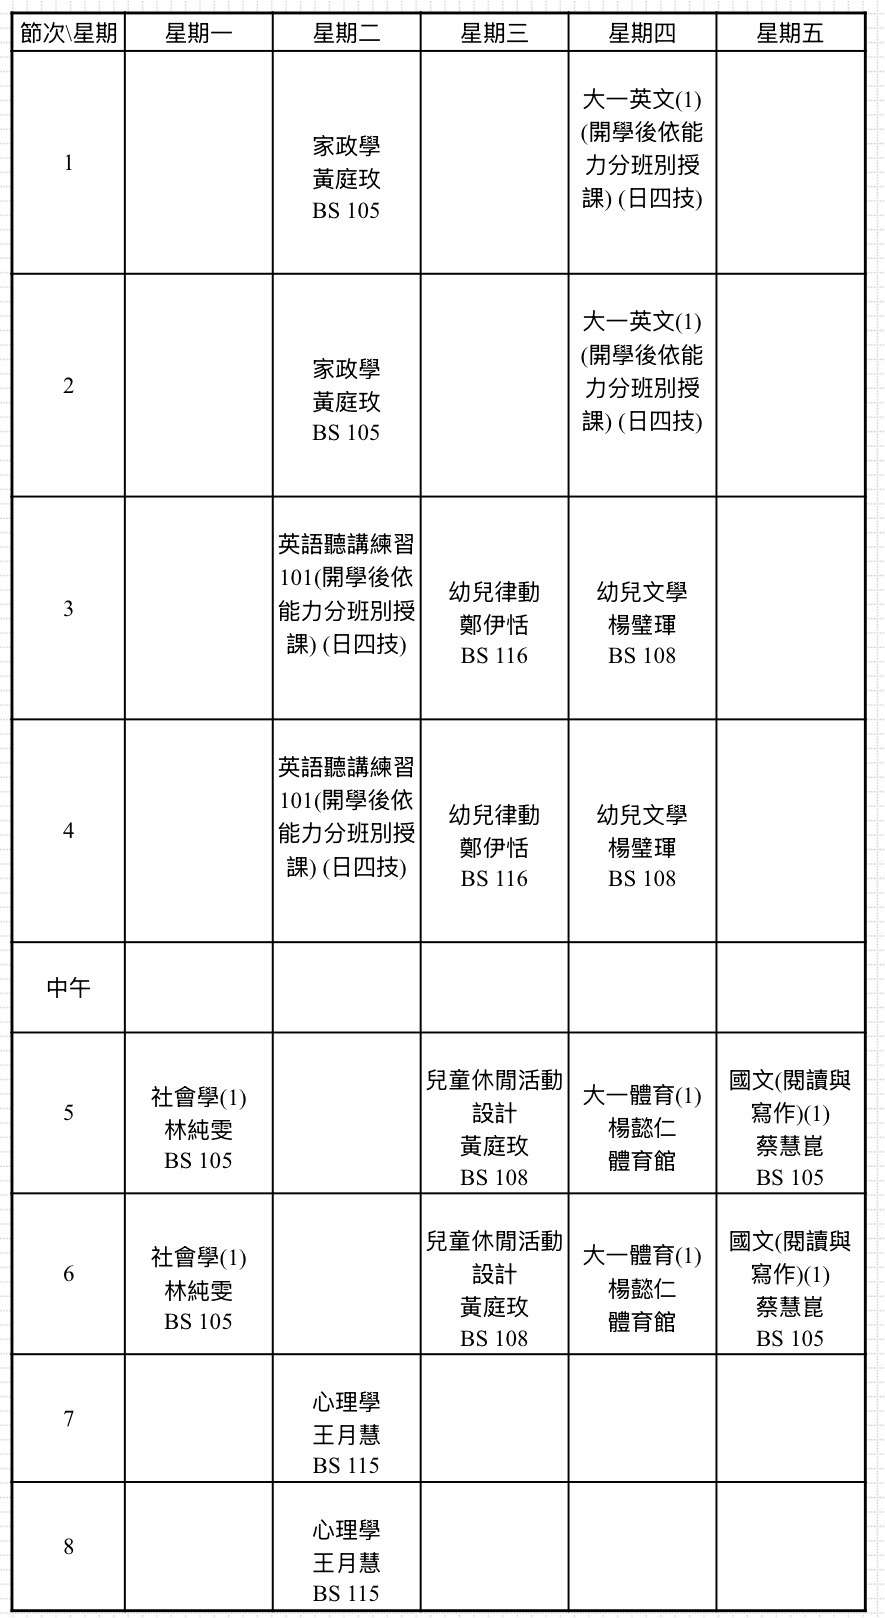 節次\星期 星期一 星期二 星期三 星期四 星期五
1
家政學
黃庭玫
BS 105
大一英文(1)
(開學後依能
力分班別授
課) (日四技)
2
家政學
黃庭玫
BS 105
大一英文(1)
(開學後依能
力分班別授
課) (日四技)
3
英語聽講練習
101(開學後依
能力分班別授
課) (日四技)
幼兒律動
鄭伊恬
BS 116
幼兒文學
楊璧琿
BS 108
4
英語聽講練習
101(開學後依
能力分班別授
課) (日四技)
幼兒律動
鄭伊恬
BS 116
幼兒文學
楊璧琿
BS 108
中午
5
社會學(1)
林純雯
BS 105
兒童休閒活動
設計
黃庭玫
BS 108
大一體育(1)
楊懿仁
體育館
國文(閱讀與
寫作)(1)
蔡慧崑
BS 105
6
社會學(1)
林純雯
BS 105
兒童休閒活動
設計
黃庭玫
BS 108
大一體育(1)
楊懿仁
體育館
國文(閱讀與
寫作)(1)
蔡慧崑
BS 105
7
心理學
王月慧
BS 115
8
心理學
王月慧
BS 115